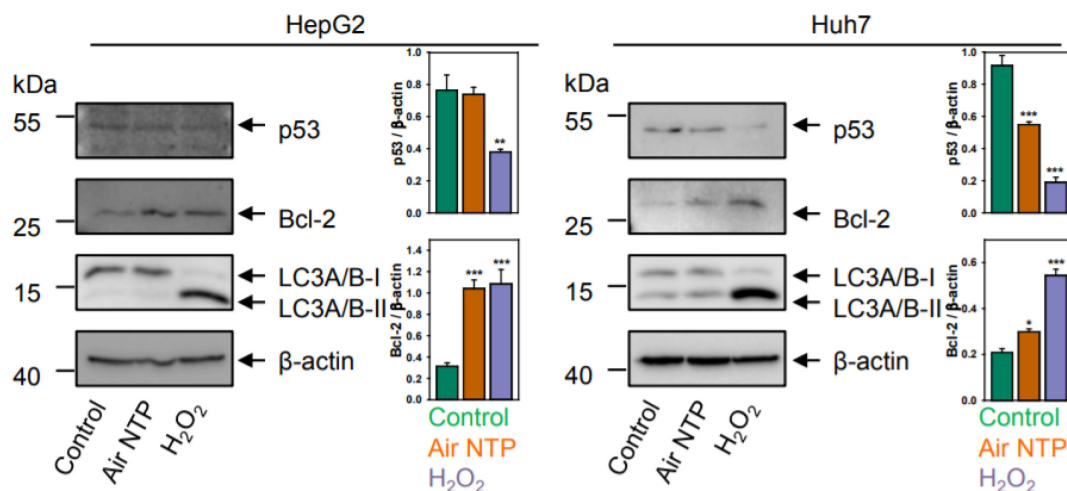 HepG2
kDa
55
p53
25
Bcl-2
15
LC3A/B-I
LC3A/B-II
40
β-actin
Control
Air NTP
H₂O₂
p53 / β-actin
1.0
0.8
0.6
0.4
0.2
0.0
**
Bcl-2 / β-actin
1.4
1.2
1.0
0.8
0.6
0.4
0.2
0.0
***
***
Control
Air NTP
H₂O₂
Huh7
kDa
55
p53
25
Bcl-2
15
LC3A/B-I
LC3A/B-II
40
β-actin
Control
Air NTP
H₂O₂
p53 / β-actin
1.0
0.8
0.6
0.4
0.2
0.0
***
***
Bcl-2 / β-actin
0.6
0.4
0.2
0.0
*
***
Control
Air NTP
H₂O₂